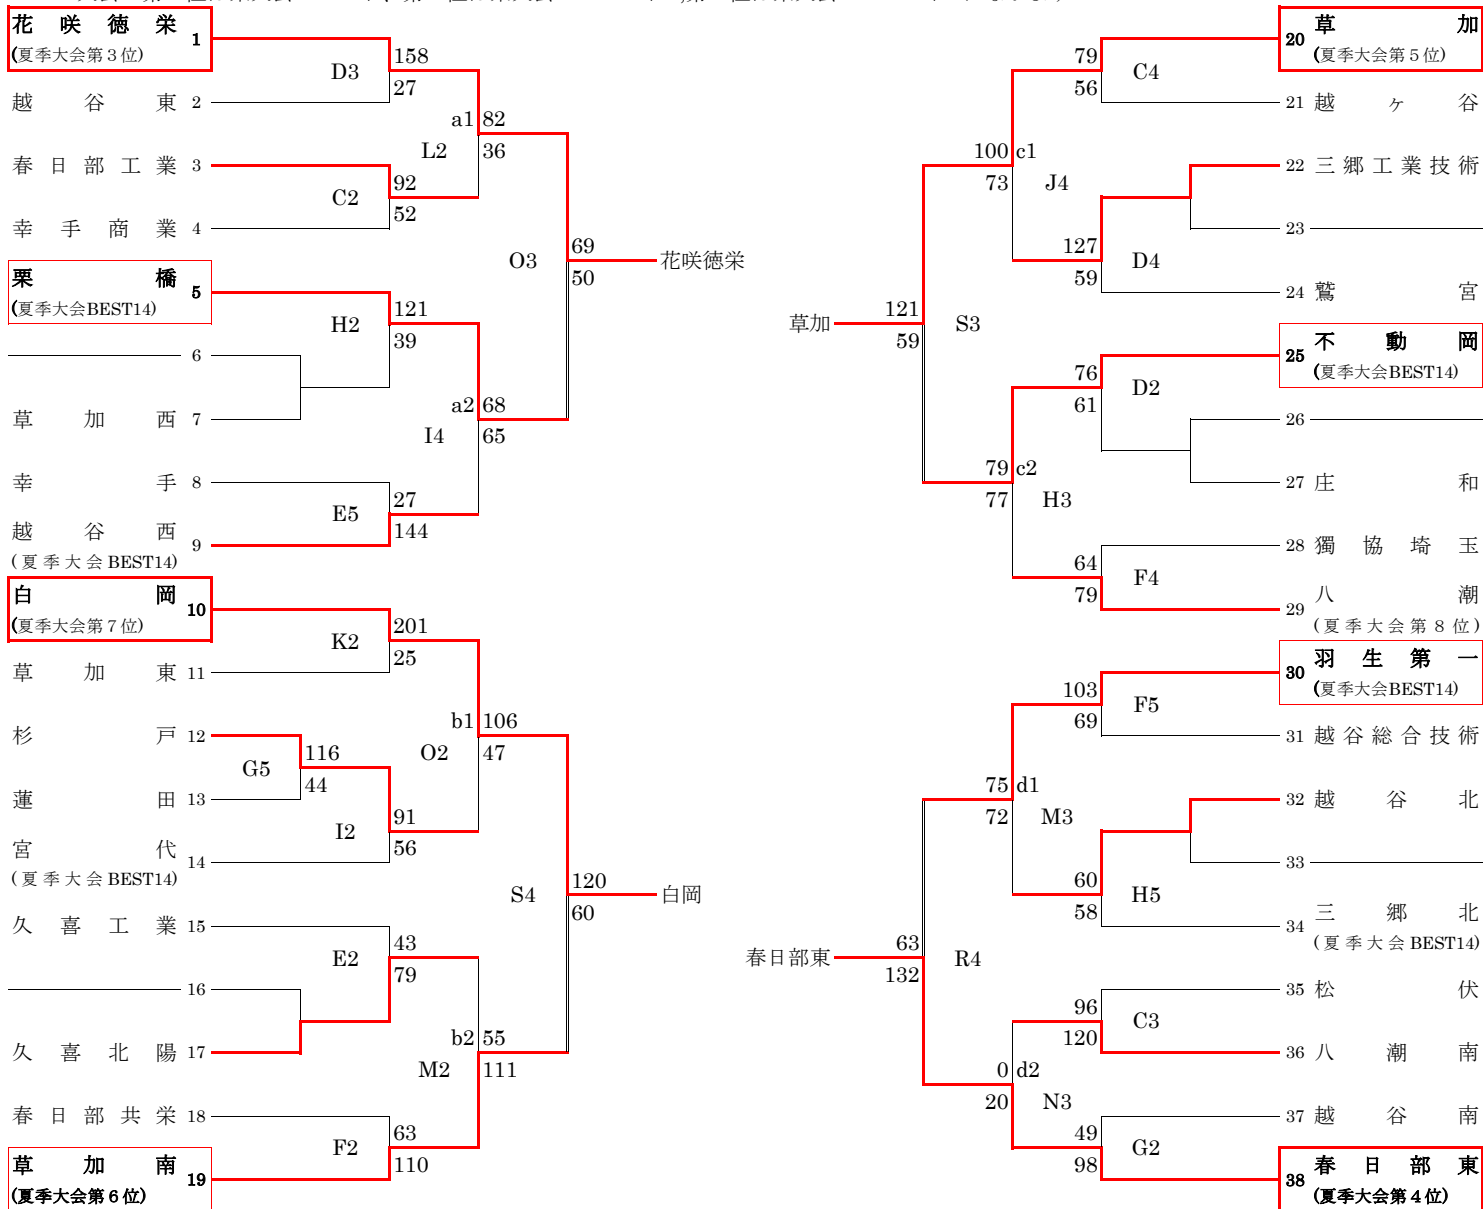 花咲徳栄 1
(夏季大会第3位)
D3
158
27
越谷東 2
a1 82
L2 36
春日部工業 3
C2
92
52
幸手商業 4
O3
69
50
花咲徳栄
栗橋 5
(夏季大会BEST14)
H2
121
39
6
草加西 7
a2 68
I4 65
幸手 8
E5
27
144
越谷西 9
(夏季大会BEST14)
白岡 10
(夏季大会第7位)
K2
201
25
草加東 11
b1 106
O2 47
杉戸 12
G5
116
44
蓮田 13
I2
91
56
宮代 14
(夏季大会BEST14)
S4
120
60
白岡
久喜工業 15
E2
43
79
16
久喜北陽 17
b2 55
M2 111
春日部共栄 18
F2
63
110
草加南 19
(夏季大会第6位)
20 草加
(夏季大会第5位)
79
56
C4
21 越ヶ谷
100 c1
73 J4
22 三郷工業技術
23
127
59
D4
24 鷲宮
草加
121
59
S3
25 不動岡
(夏季大会BEST14)
76
61
D2
26
27 庄和
79 c2
77 H3
28 獨協埼玉
64
79
F4
29 八潮
(夏季大会第8位)
30 羽生第一
(夏季大会BEST14)
103
69
F5
31 越谷総合技術
75 d1
72 M3
32 越谷北
33
60
58
H5
34 三郷北
(夏季大会BEST14)
春日部東
63
132
R4
35 松伏
96
120
C3
36 八潮南
0 d2
20 N3
37 越谷南
49
98
G2
38 春日部東
(夏季大会第4位)